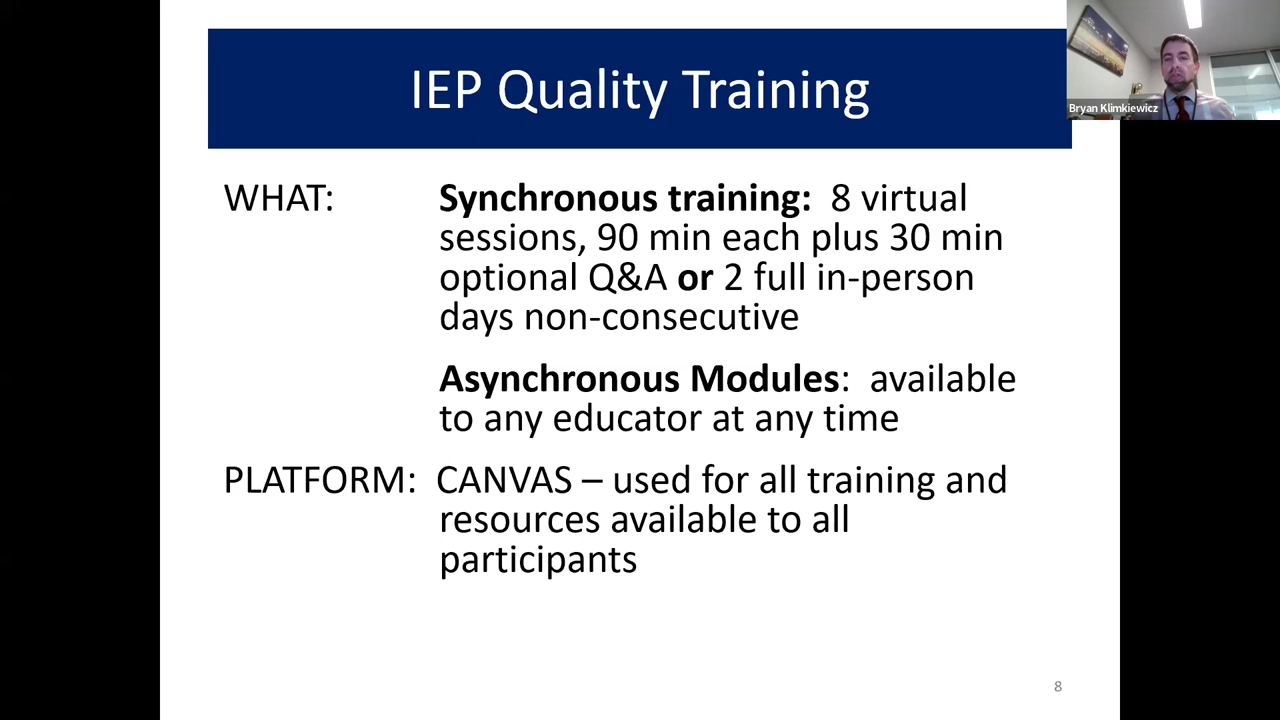 IEP Quality Training
Bryan Klimkiewicz
WHAT: Synchronous training: 8 virtual
sessions, 90 min each plus 30 min
optional Q&A or 2 full in-person
days non-consecutive
Asynchronous Modules: available
to any educator at any time
PLATFORM: CANVAS – used for all training and
resources available to all
participants
8